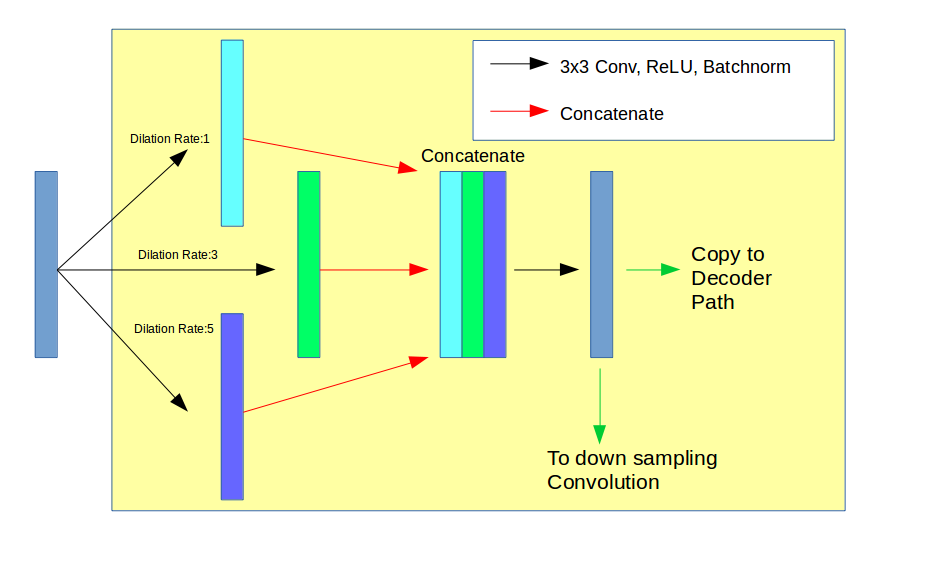 3x3 Conv, ReLU, Batchnorm
Concatenate
Dilation Rate:1
Concatenate
Dilation Rate:3
Copy to
Decoder
Path
Dilation Rate:5
To down sampling
Convolution